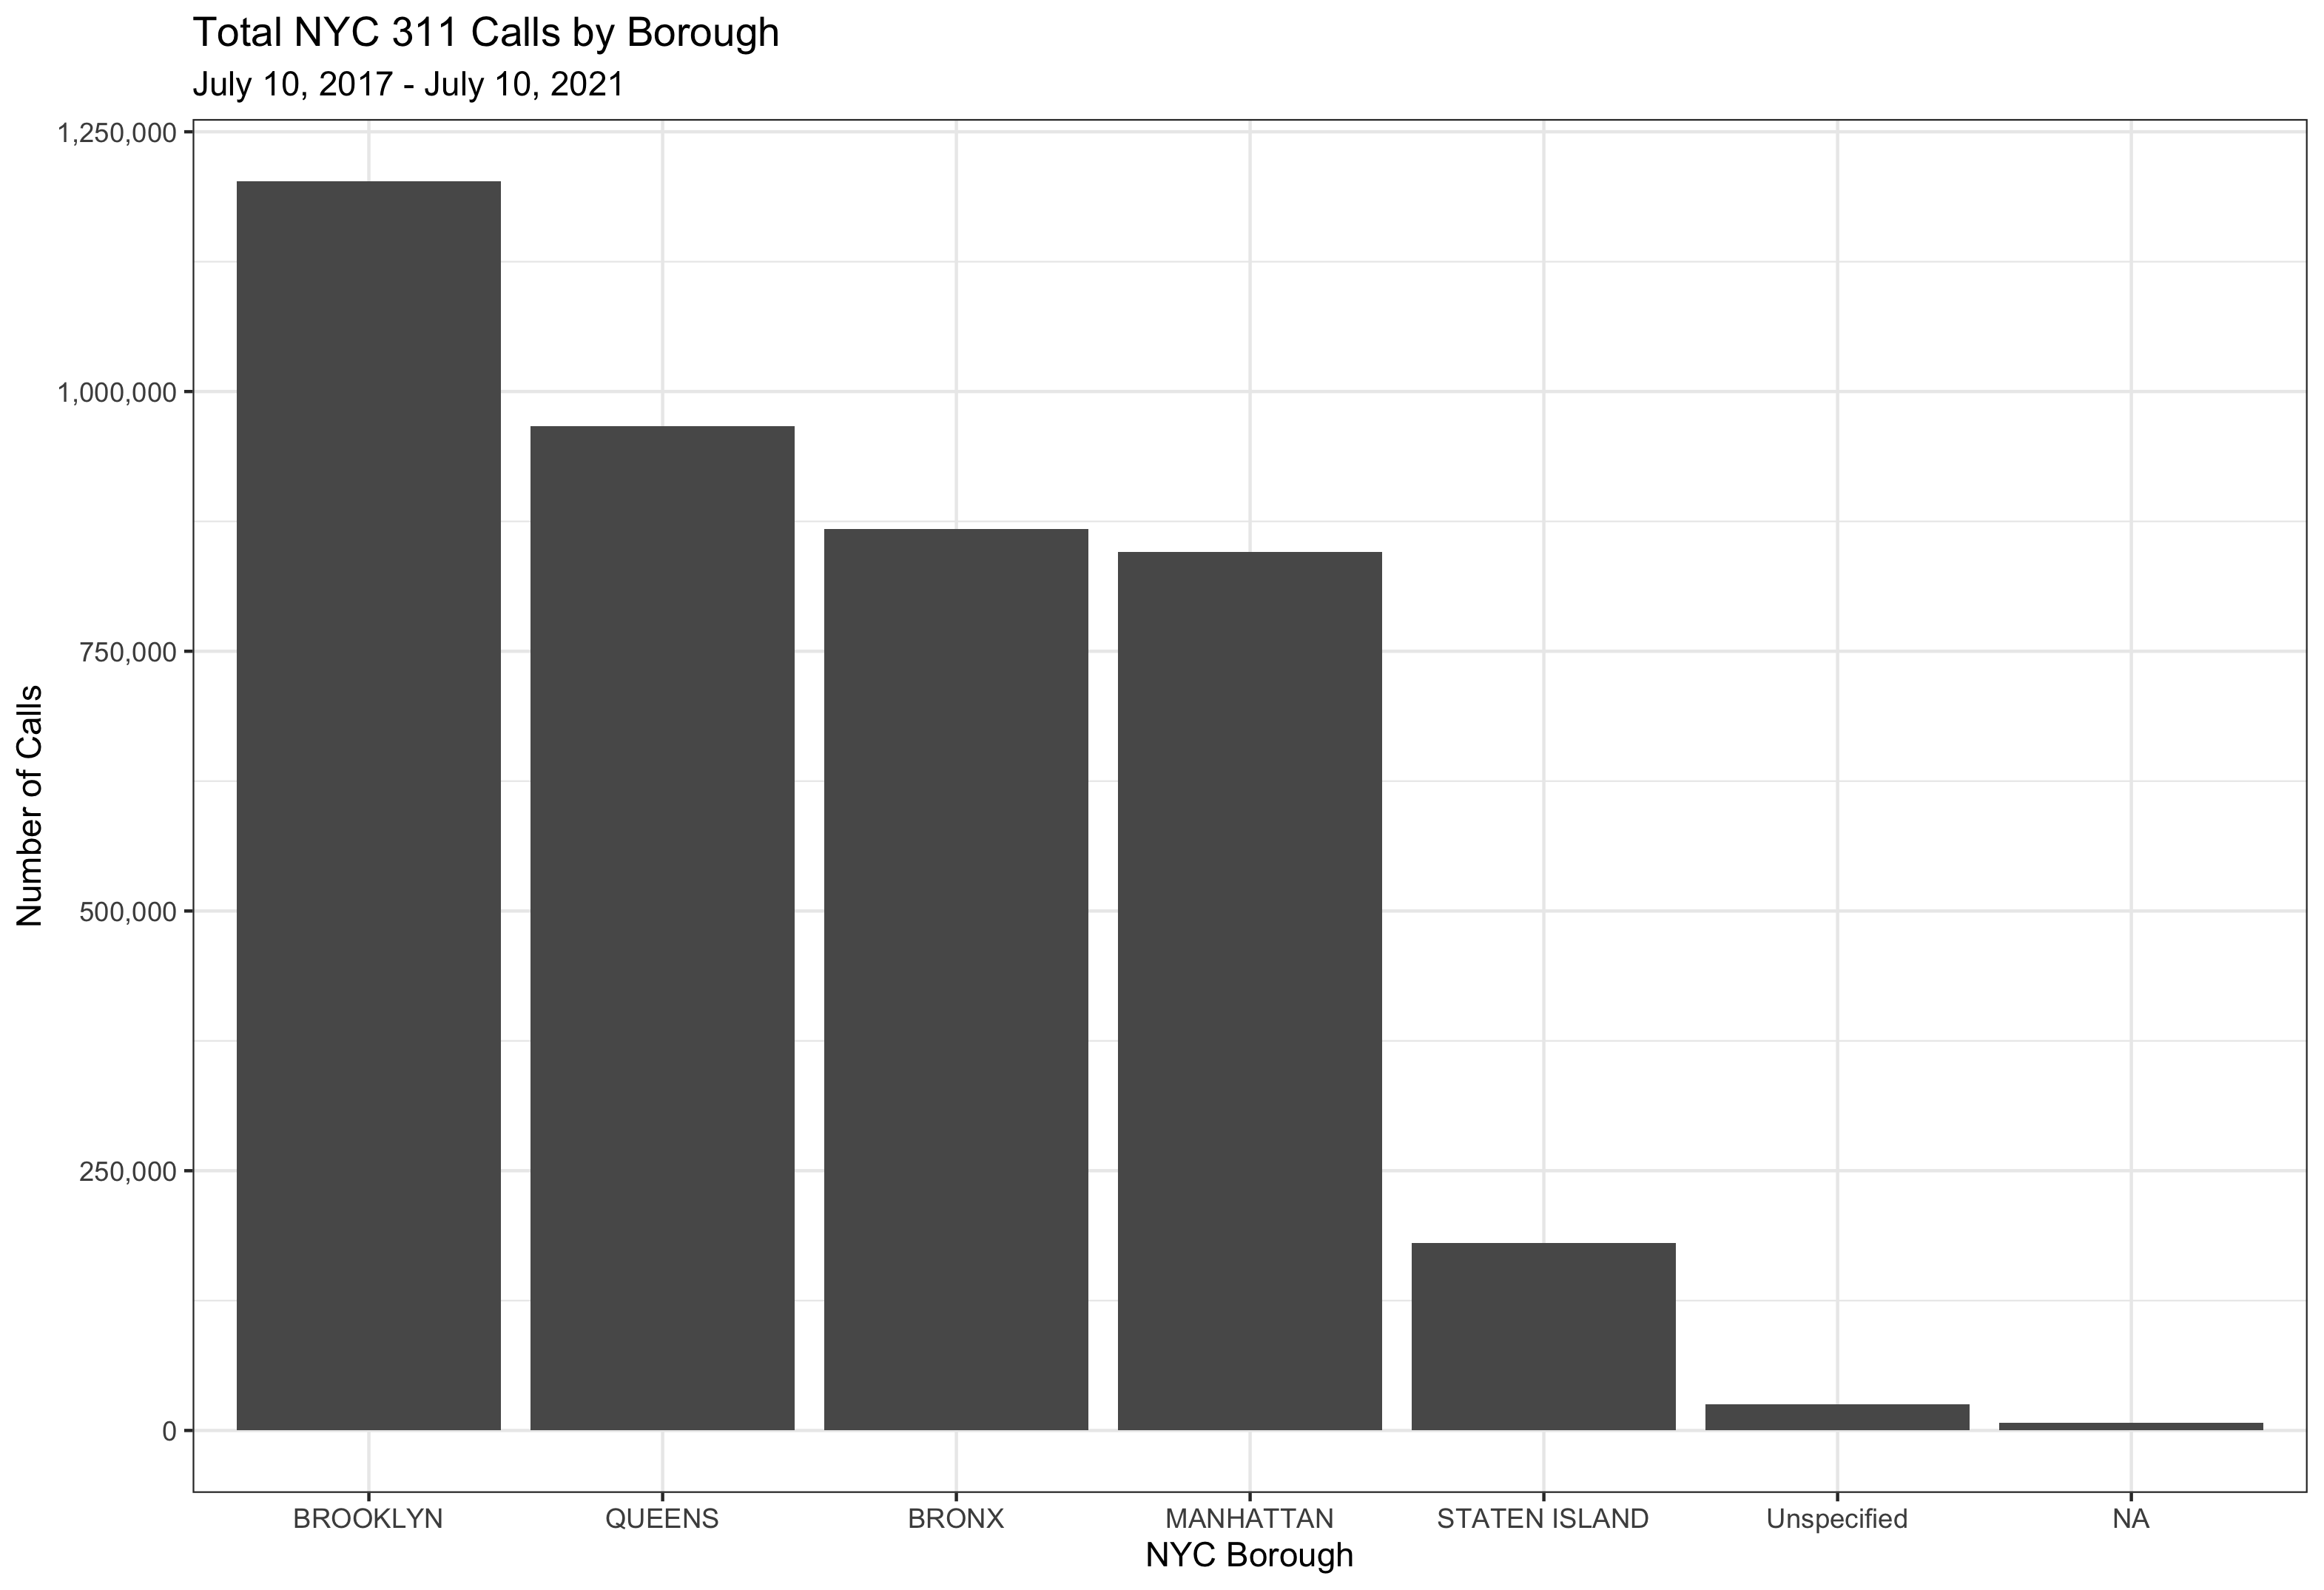 Total NYC 311 Calls by Borough
July 10, 2017 - July 10, 2021
1,250,000
1,000,000
750,000
500,000
250,000
0
Number of Calls
BROOKLYN QUEENS BRONX MANHATTAN STATEN ISLAND Unspecified NA
NYC Borough